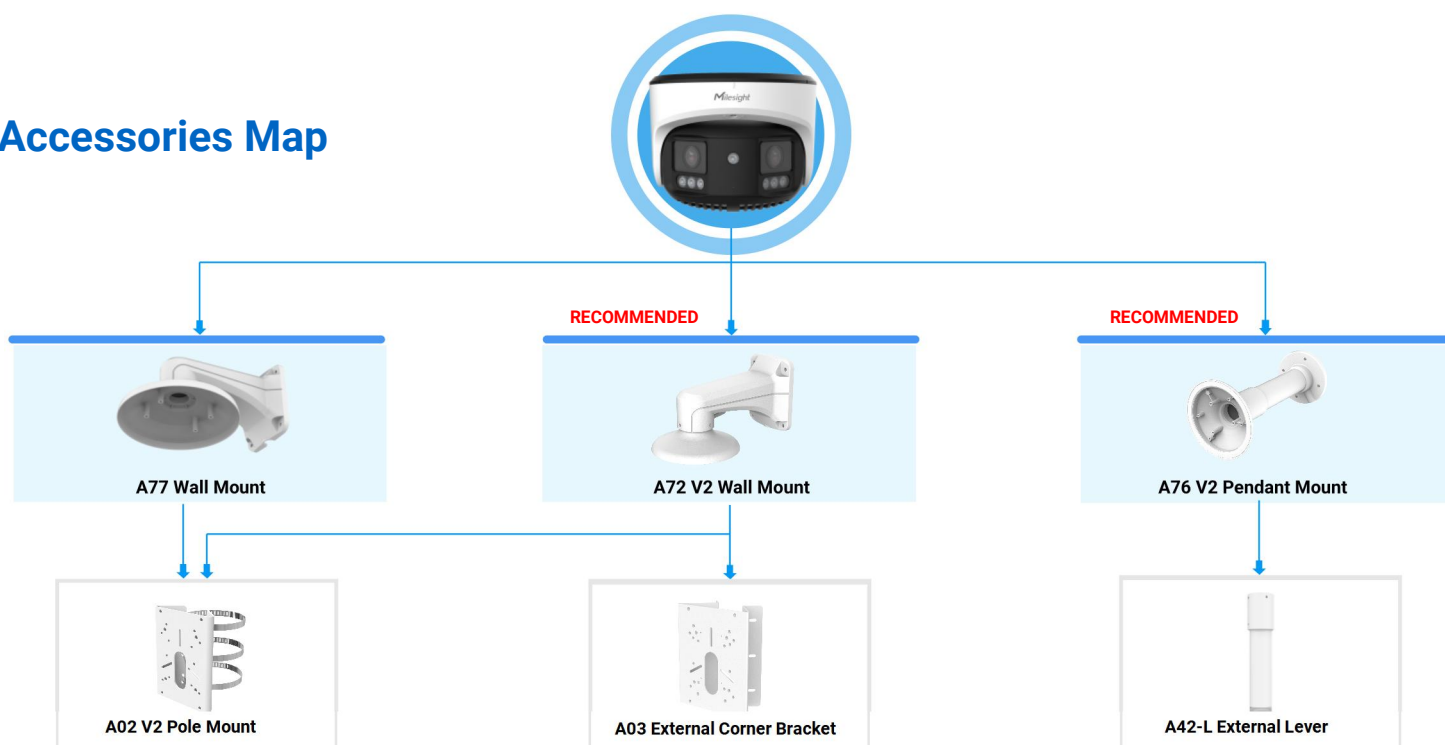 Milesight
Accessories Map
RECOMMENDED
RECOMMENDED
A77 Wall Mount
A72 V2 Wall Mount
A76 V2 Pendant Mount
A02 V2 Pole Mount
A03 External Corner Bracket
A42-L External Lever